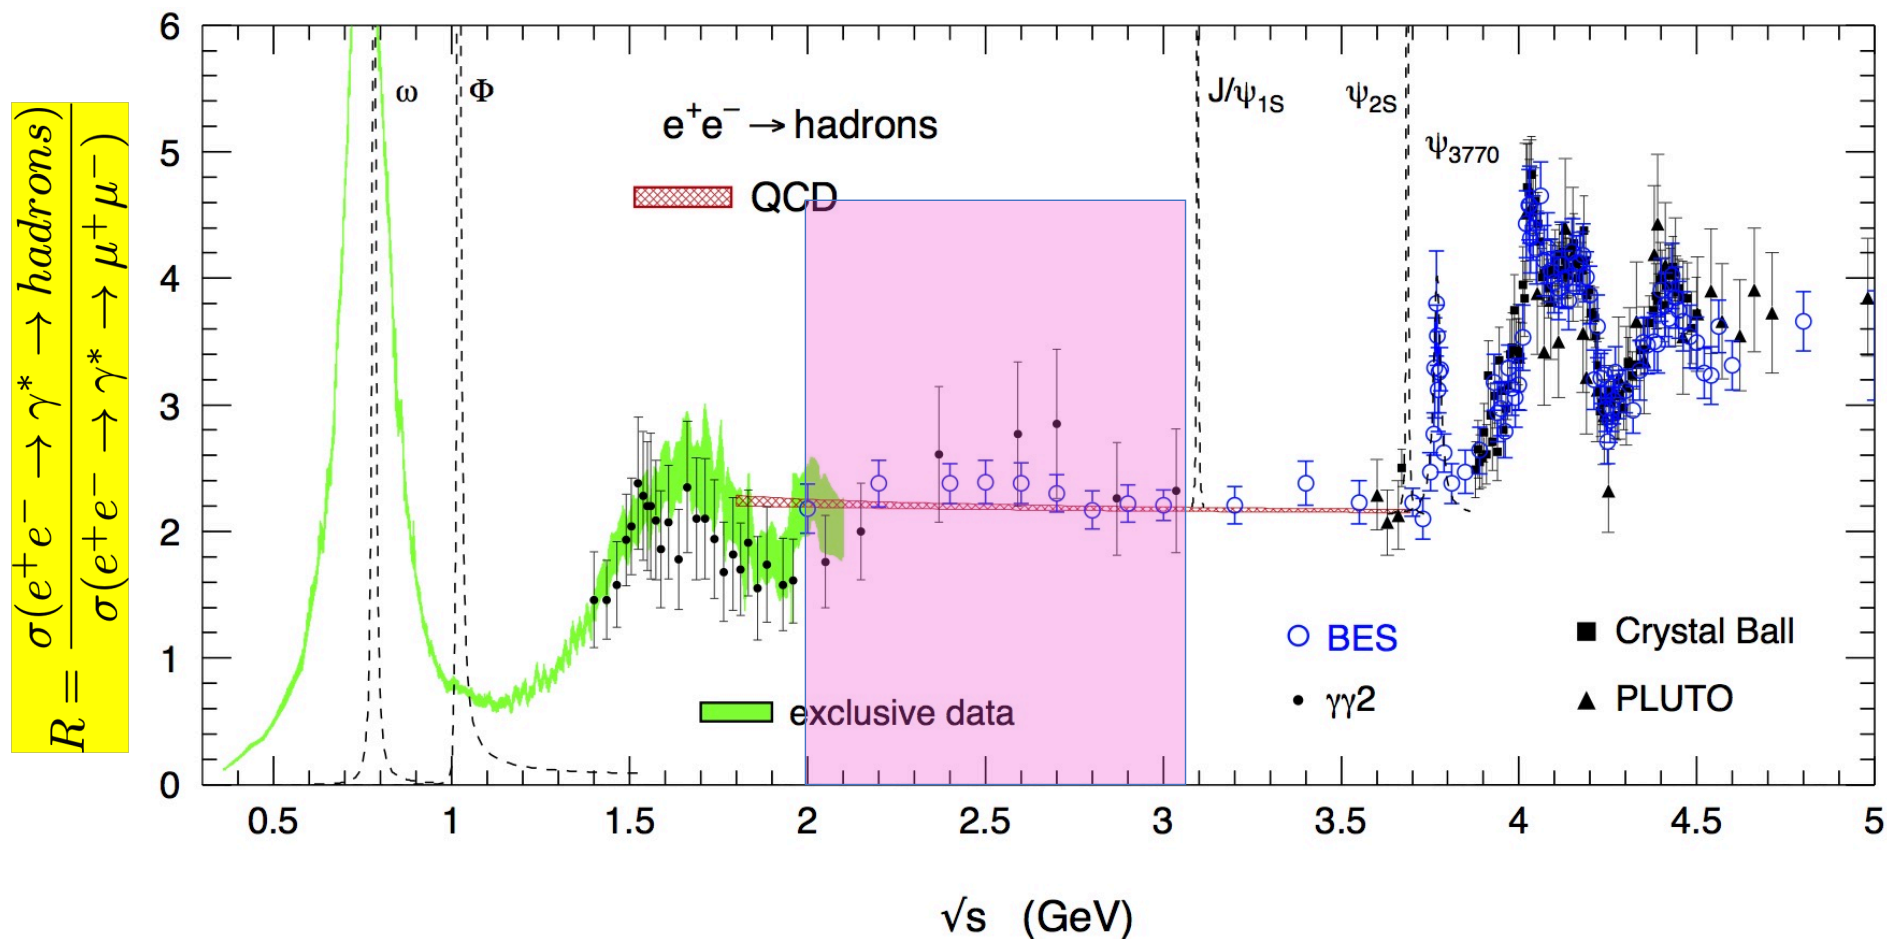 R = σ(e⁺e⁻ → γ* → hadrons) / σ(e⁺e⁻ → γ* → μ⁺μ⁻)
6
5
4
3
2
1
0
ω
Φ
e⁺e⁻ → hadrons
QCD
J/ψ₁S
ψ₂S
ψ₃₇₇₀
exclusive data
BES
γγ2
Crystal Ball
PLUTO
0.5 1 1.5 2 2.5 3 3.5 4 4.5 5
√s (GeV)